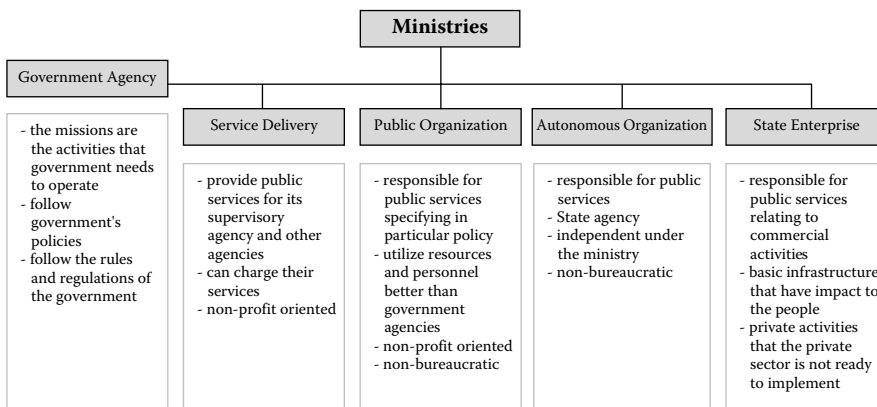 Ministries
Government Agency
- the missions are
the activities that
government needs
to operate
- follow
government's
policies
- follow the rules
and regulations of
the government
Service Delivery
- provide public
services for its
supervisory
agency and other
agencies
- can charge their
services
- non-profit oriented
Public Organization
- responsible for
public services
specifying in
particular policy
- utilize resources
and personnel
better than
government
agencies
- non-profit oriented
- non-bureaucratic
Autonomous Organization
- responsible for public
services
- State agency
- independent under
the ministry
- non-bureaucratic
State Enterprise
- responsible for
public services
relating to
commercial
activities
- basic infrastructure
that have impact to
the people
- private activities
that the private
sector is not ready
to implement